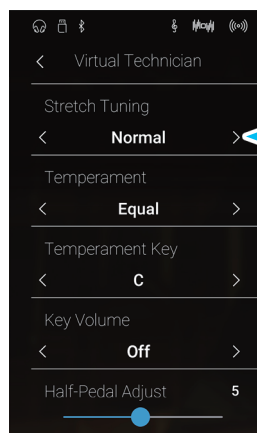 Virtual Technician
Stretch Tuning
Normal
Temperament
Equal
Temperament Key
C
Key Volume
Off
Half-Pedal Adjust 5